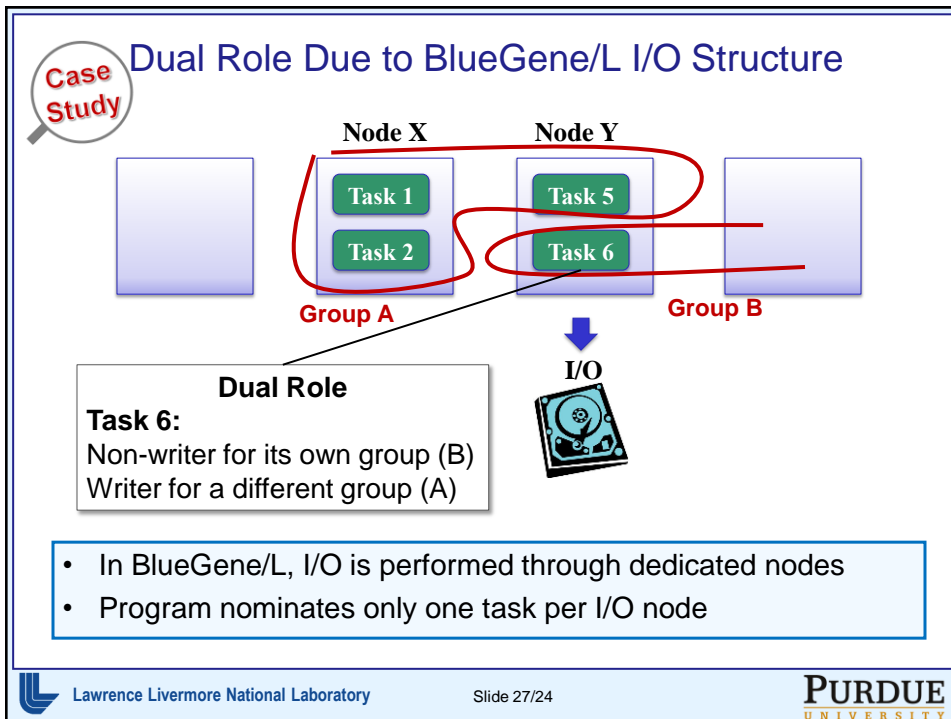 Dual Role Due to BlueGene/L I/O Structure
Case
Study
Node X
Node Y
Task 1
Task 5
Task 2
Task 6
Group A
Group B
I/O
Dual Role
Task 6:
Non-writer for its own group (B)
Writer for a different group (A)
• In BlueGene/L, I/O is performed through dedicated nodes
• Program nominates only one task per I/O node
Lawrence Livermore National Laboratory
Slide 27/24
PURDUE
UNIVERSITY